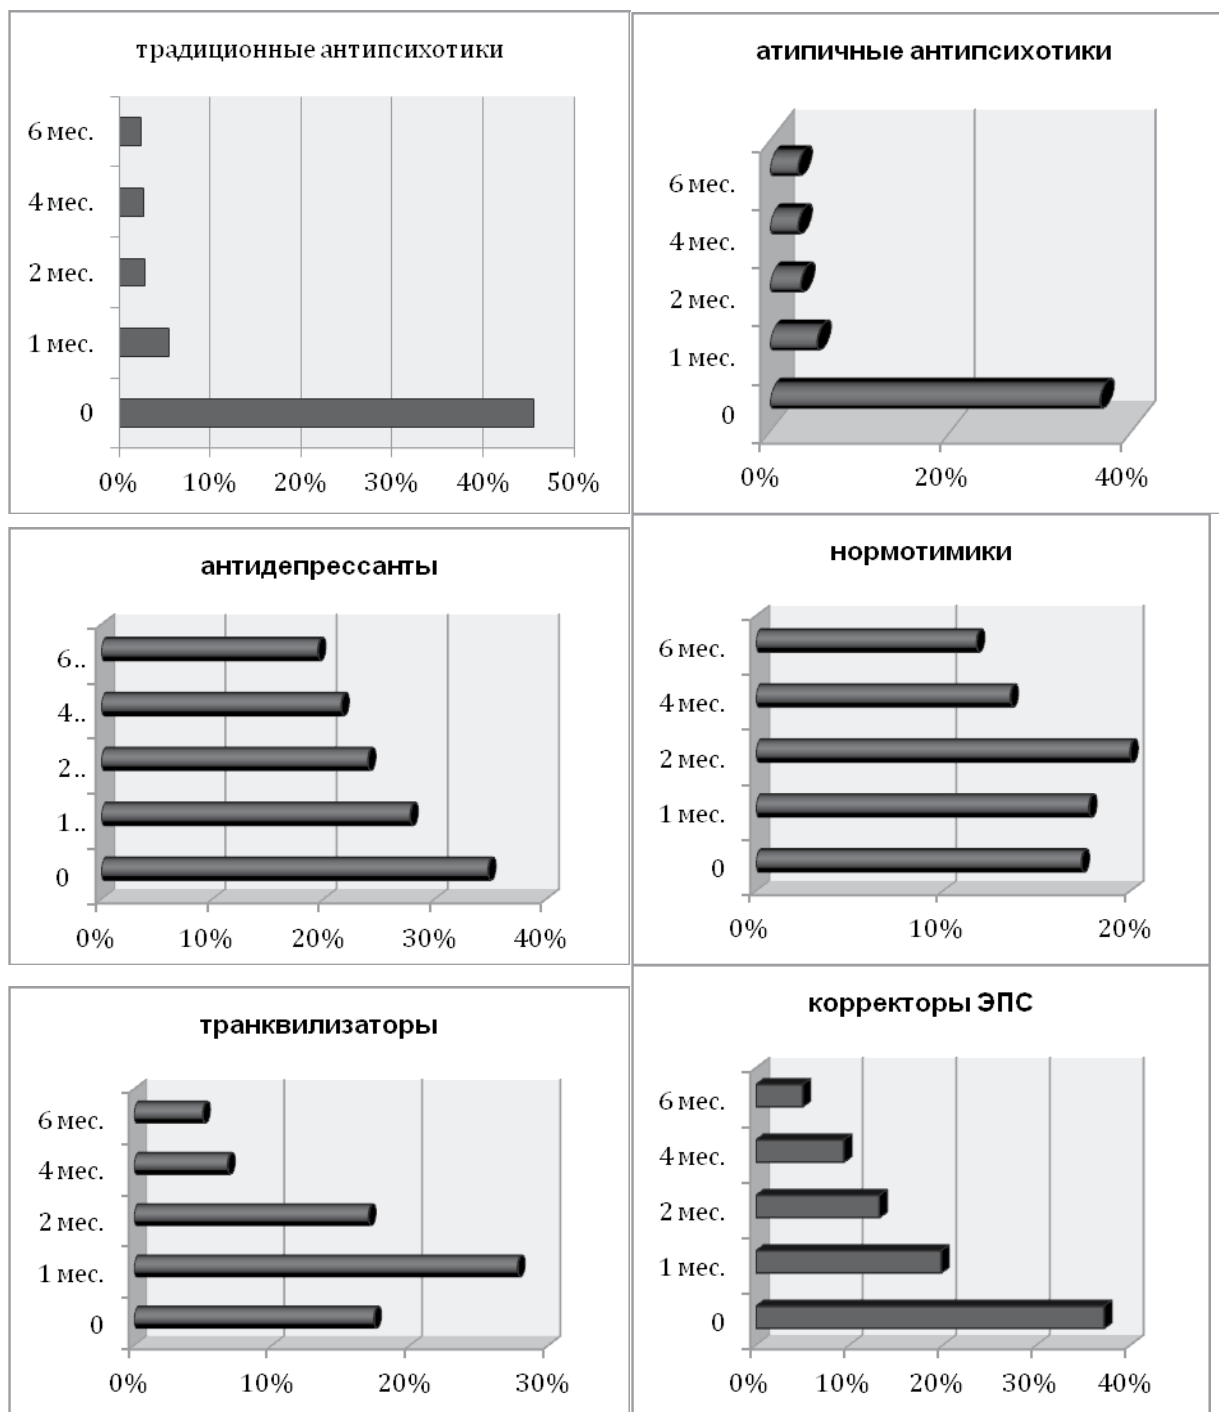 традиционные антипсихотики
6 мес.
4 мес.
2 мес.
1 мес.
0
0% 10% 20% 30% 40% 50%
атипичные антипсихотики
6 мес.
4 мес.
2 мес.
1 мес.
0
0% 20% 40%
антидепрессанты
6 ..
4 ..
2 ..
1 ..
0
0% 10% 20% 30% 40%
нормотимики
6 мес.
4 мес.
2 мес.
1 мес.
0
0% 10% 20%
транквилизаторы
6 мес.
4 мес.
2 мес.
1 мес.
0
0% 10% 20% 30%
корректоры ЭПС
6 мес.
4 мес.
2 мес.
1 мес.
0
0% 10% 20% 30% 40%